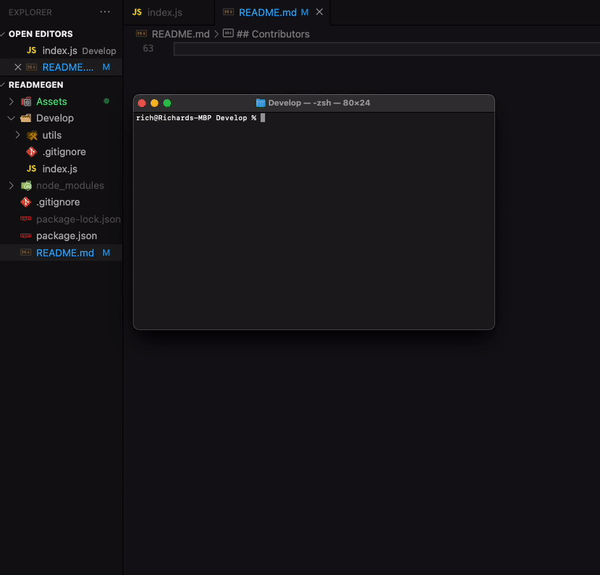 EXPLORER ···
JS index.js
README.md M
OPEN EDITORS
JS index.js Develop
README.... M
README.md > ## Contributors
63
READMEGEN
Assets
Develop
utils
.gitignore
JS index.js
node_modules
.gitignore
package-lock.json
package.json
README.md M
Develop — -zsh — 80×24
rich@Richards-MBP Develop %